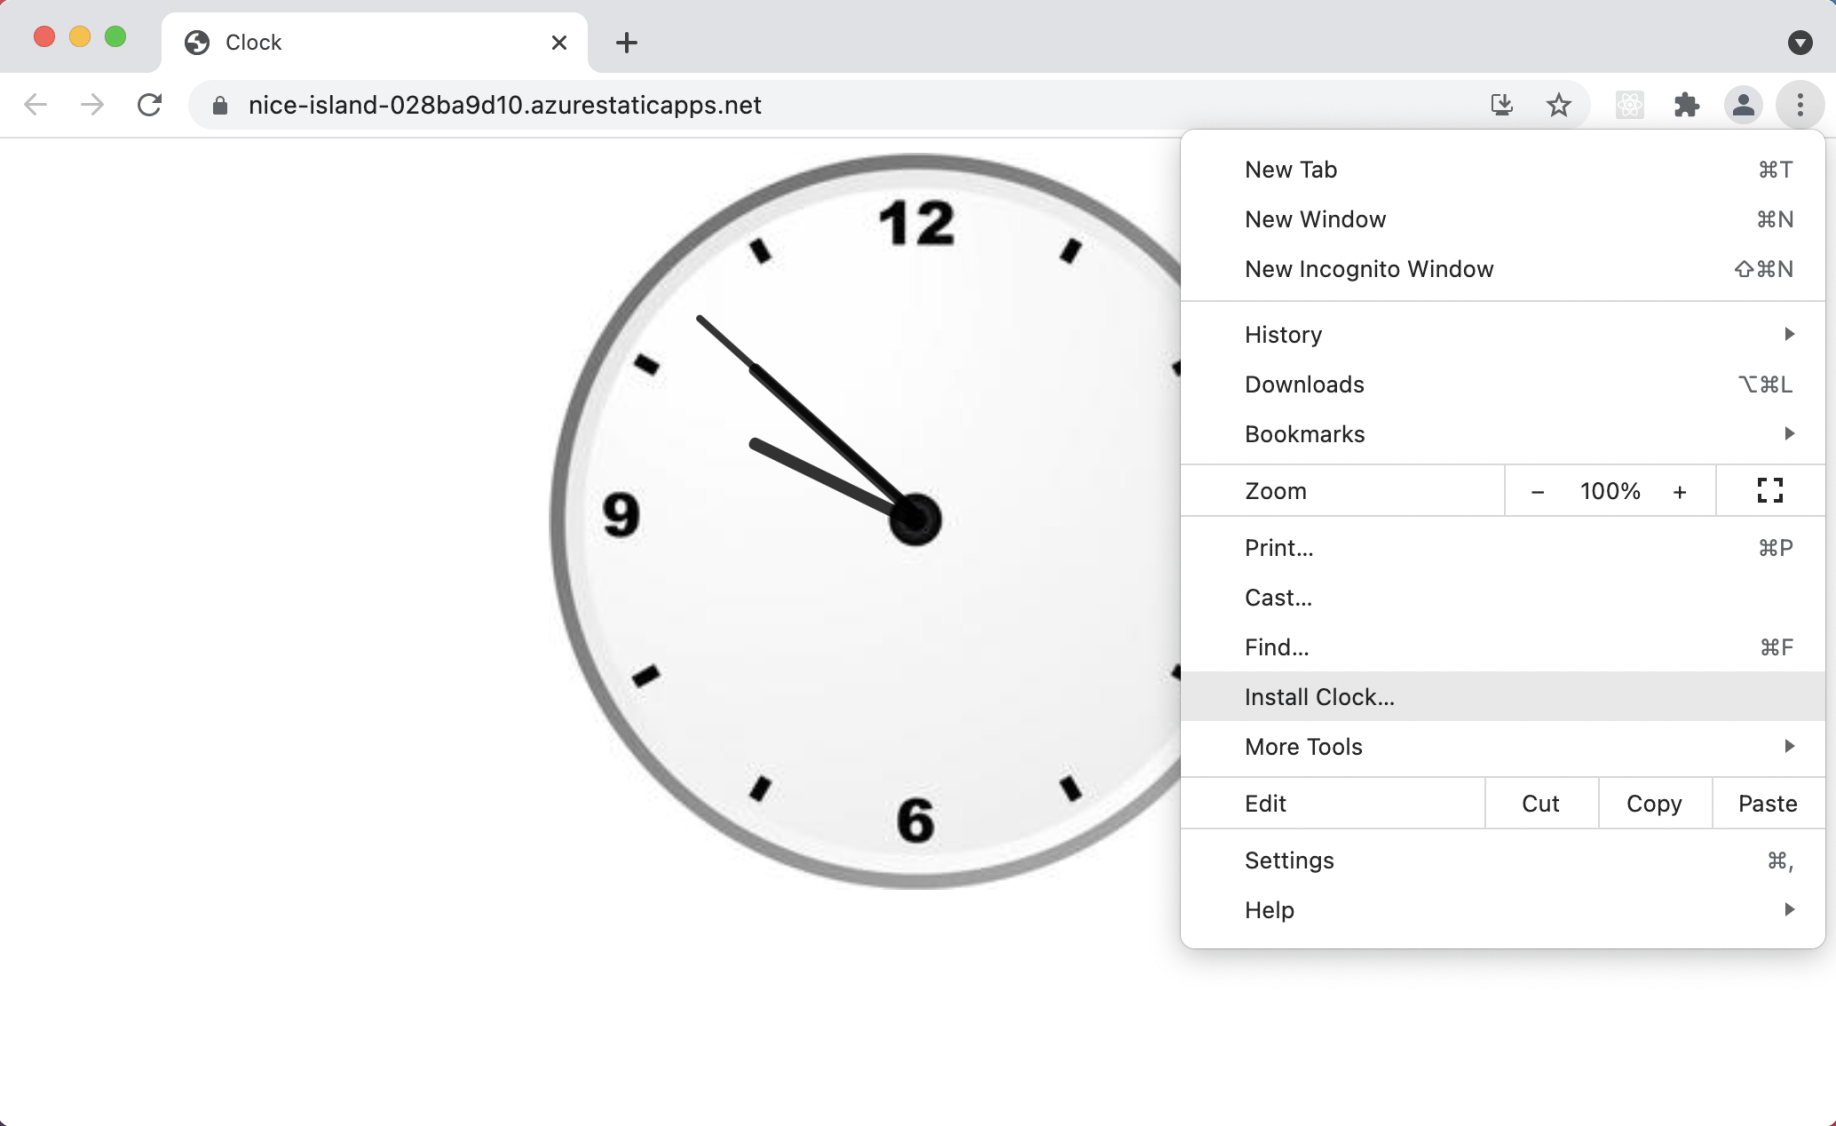 Clock
nice-island-028ba9d10.azurestaticapps.net
12
9
6
New Tab ⌘T
New Window ⌘N
New Incognito Window ⇧⌘N
History
Downloads ⌥⌘L
Bookmarks
Zoom − 100% +
Print... ⌘P
Cast...
Find... ⌘F
Install Clock...
More Tools
Edit Cut Copy Paste
Settings ⌘,
Help